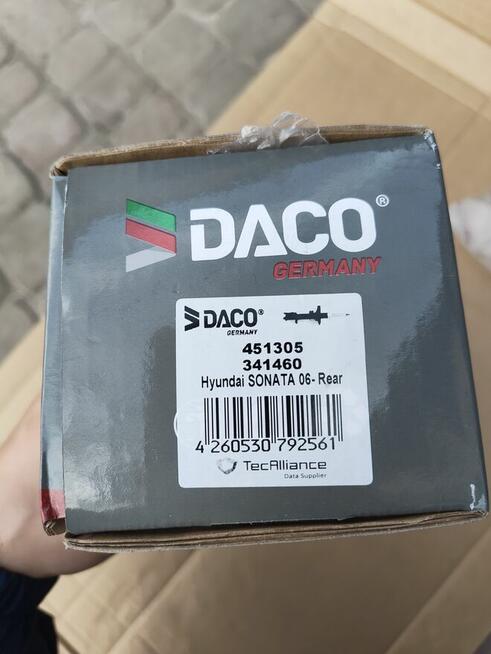 DACO®
GERMANY
DACO®
GERMANY
451305
341460
Hyundai SONATA 06- Rear
4 260530 792561
TecAlliance
Data Supplier